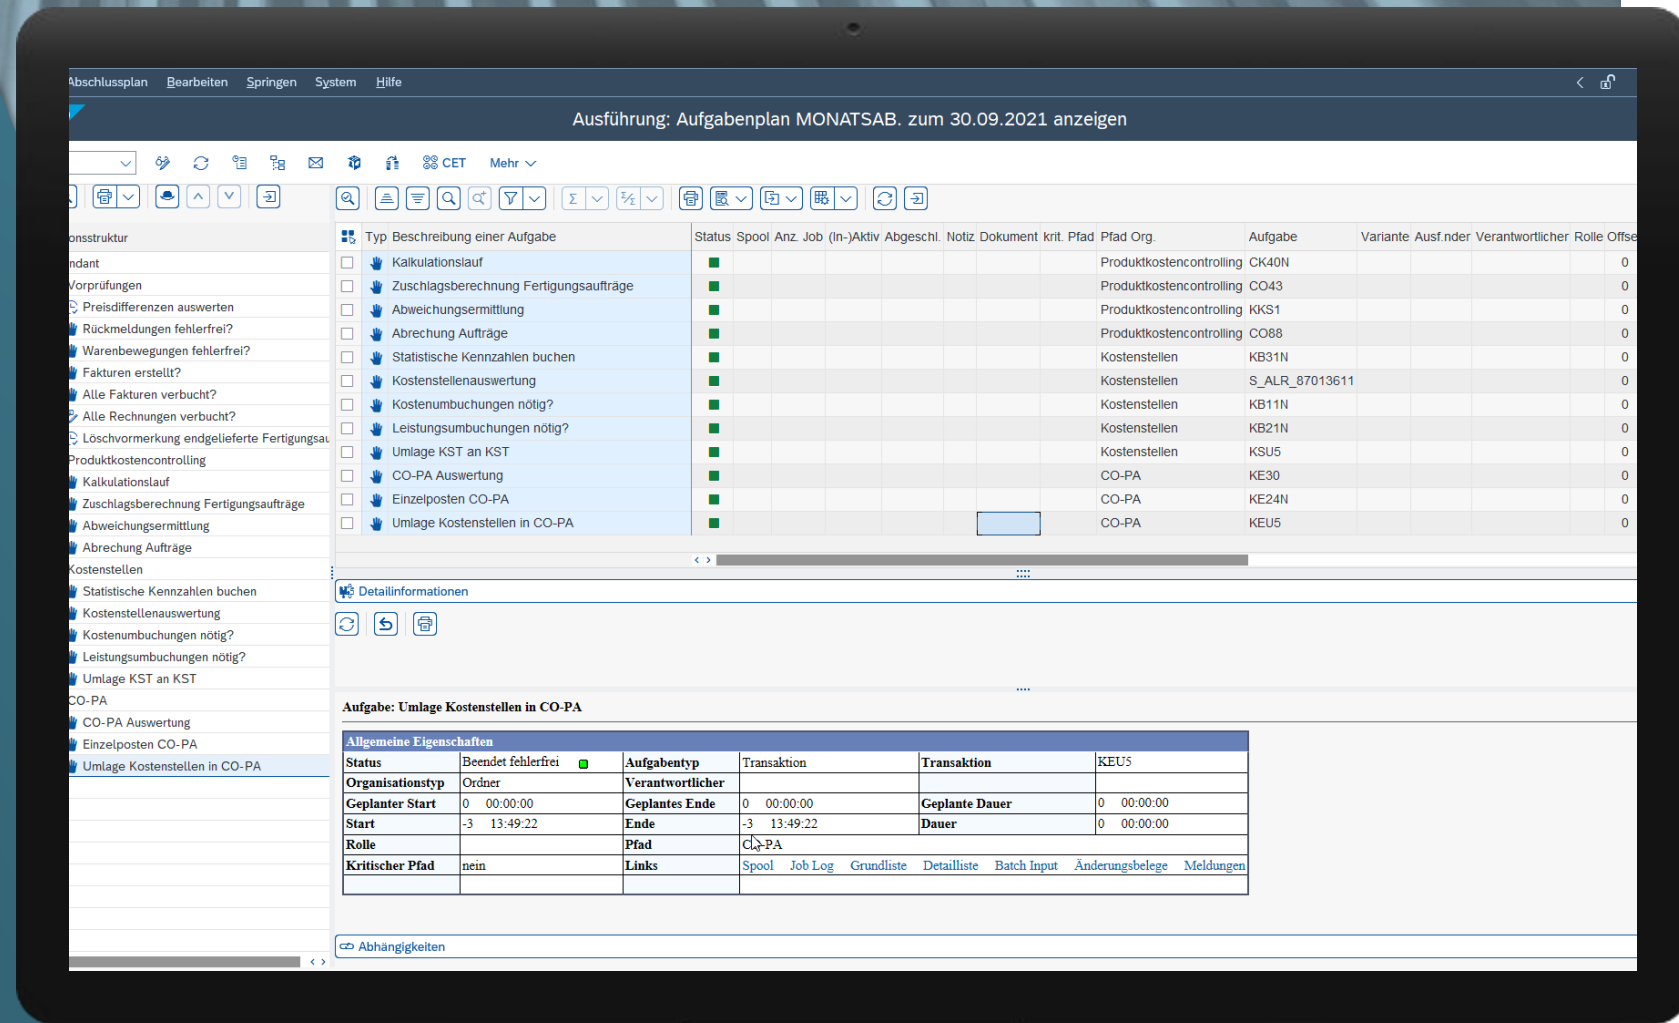 Abschlussplan Bearbeiten Springen System Hilfe
Ausführung: Aufgabenplan MONATSAB. zum 30.09.2021 anzeigen
CET Mehr
onsstruktur
ndant
Vorprüfungen
Preisdifferenzen auswerten
Rückmeldungen fehlerfrei?
Warenbewegungen fehlerfrei?
Fakturen erstellt?
Alle Fakturen verbucht?
Alle Rechnungen verbucht?
Löschvormerkung endgelieferte Fertigungsau
Produktkostencontrolling
Kalkulationslauf
Zuschlagsberechnung Fertigungsaufträge
Abweichungsermittlung
Abrechung Aufträge
Kostenstellen
Statistische Kennzahlen buchen
Kostenstellenauswertung
Kostenumbuchungen nötig?
Leistungsumbuchungen nötig?
Umlage KST an KST
CO-PA
CO-PA Auswertung
Einzelposten CO-PA
Umlage Kostenstellen in CO-PA
Typ Beschreibung einer Aufgabe Status Spool Anz. Job (In-)Aktiv Abgeschl. Notiz Dokument krit. Pfad Pfad Org. Aufgabe Variante Ausf.nder Verantwortlicher Rolle Offse
Kalkulationslauf Produktkostencontrolling CK40N 0
Zuschlagsberechnung Fertigungsaufträge Produktkostencontrolling CO43 0
Abweichungsermittlung Produktkostencontrolling KKS1 0
Abrechung Aufträge Produktkostencontrolling CO88 0
Statistische Kennzahlen buchen Kostenstellen KB31N 0
Kostenstellenauswertung Kostenstellen S_ALR_87013611 0
Kostenumbuchungen nötig? Kostenstellen KB11N 0
Leistungsumbuchungen nötig? Kostenstellen KB21N 0
Umlage KST an KST Kostenstellen KSU5 0
CO-PA Auswertung CO-PA KE30 0
Einzelposten CO-PA CO-PA KE24N 0
Umlage Kostenstellen in CO-PA CO-PA KEU5 0
Detailinformationen
Aufgabe: Umlage Kostenstellen in CO-PA
Allgemeine Eigenschaften
Status Beendet fehlerfrei Aufgabentyp Transaktion Transaktion KEU5
Organisationstyp Ordner Verantwortlicher
Geplanter Start 0 00:00:00 Geplantes Ende 0 00:00:00 Geplante Dauer 0 00:00:00
Start -3 13:49:22 Ende -3 13:49:22 Dauer 0 00:00:00
Rolle Pfad CO-PA
Kritischer Pfad nein Links Spool Job Log Grundliste Detailliste Batch Input Änderungsbelege Meldungen
Abhängigkeiten